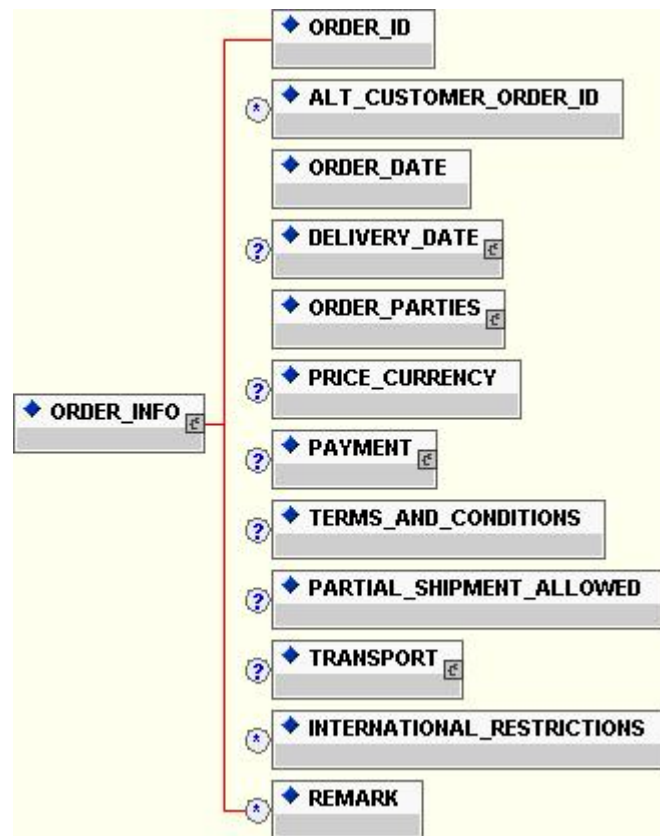 ORDER_ID
* ALT_CUSTOMER_ORDER_ID
ORDER_DATE
? DELIVERY_DATE
ORDER_PARTIES
? PRICE_CURRENCY
ORDER_INFO
? PAYMENT
? TERMS_AND_CONDITIONS
? PARTIAL_SHIPMENT_ALLOWED
? TRANSPORT
* INTERNATIONAL_RESTRICTIONS
* REMARK